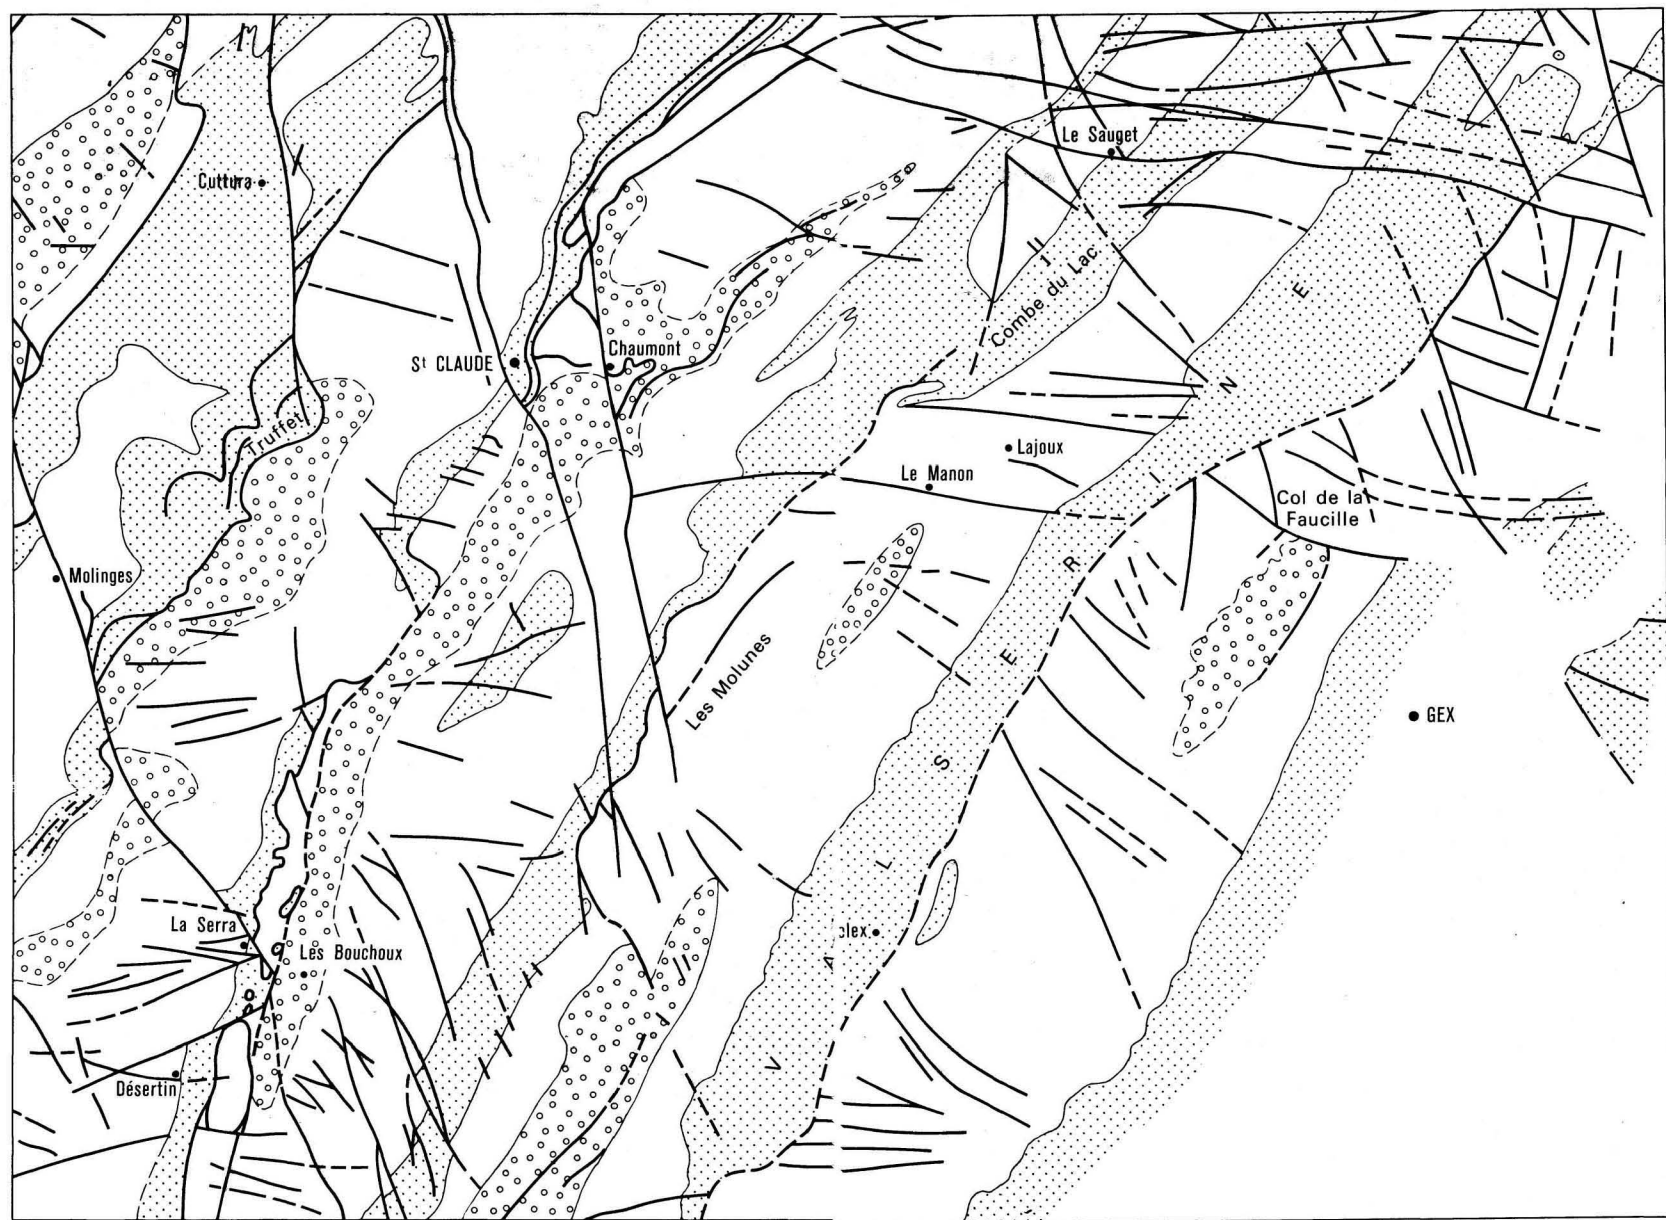 Le Sauget
Cuttura
Combe du Lac
St CLAUDE
Chaumont
Truffet
Lajoux
Le Manon
Col de la
Faucille
Molinges
Les Molunes
GEX
VALSERINE
clex
La Serra
Les Bouchoux
Désertin